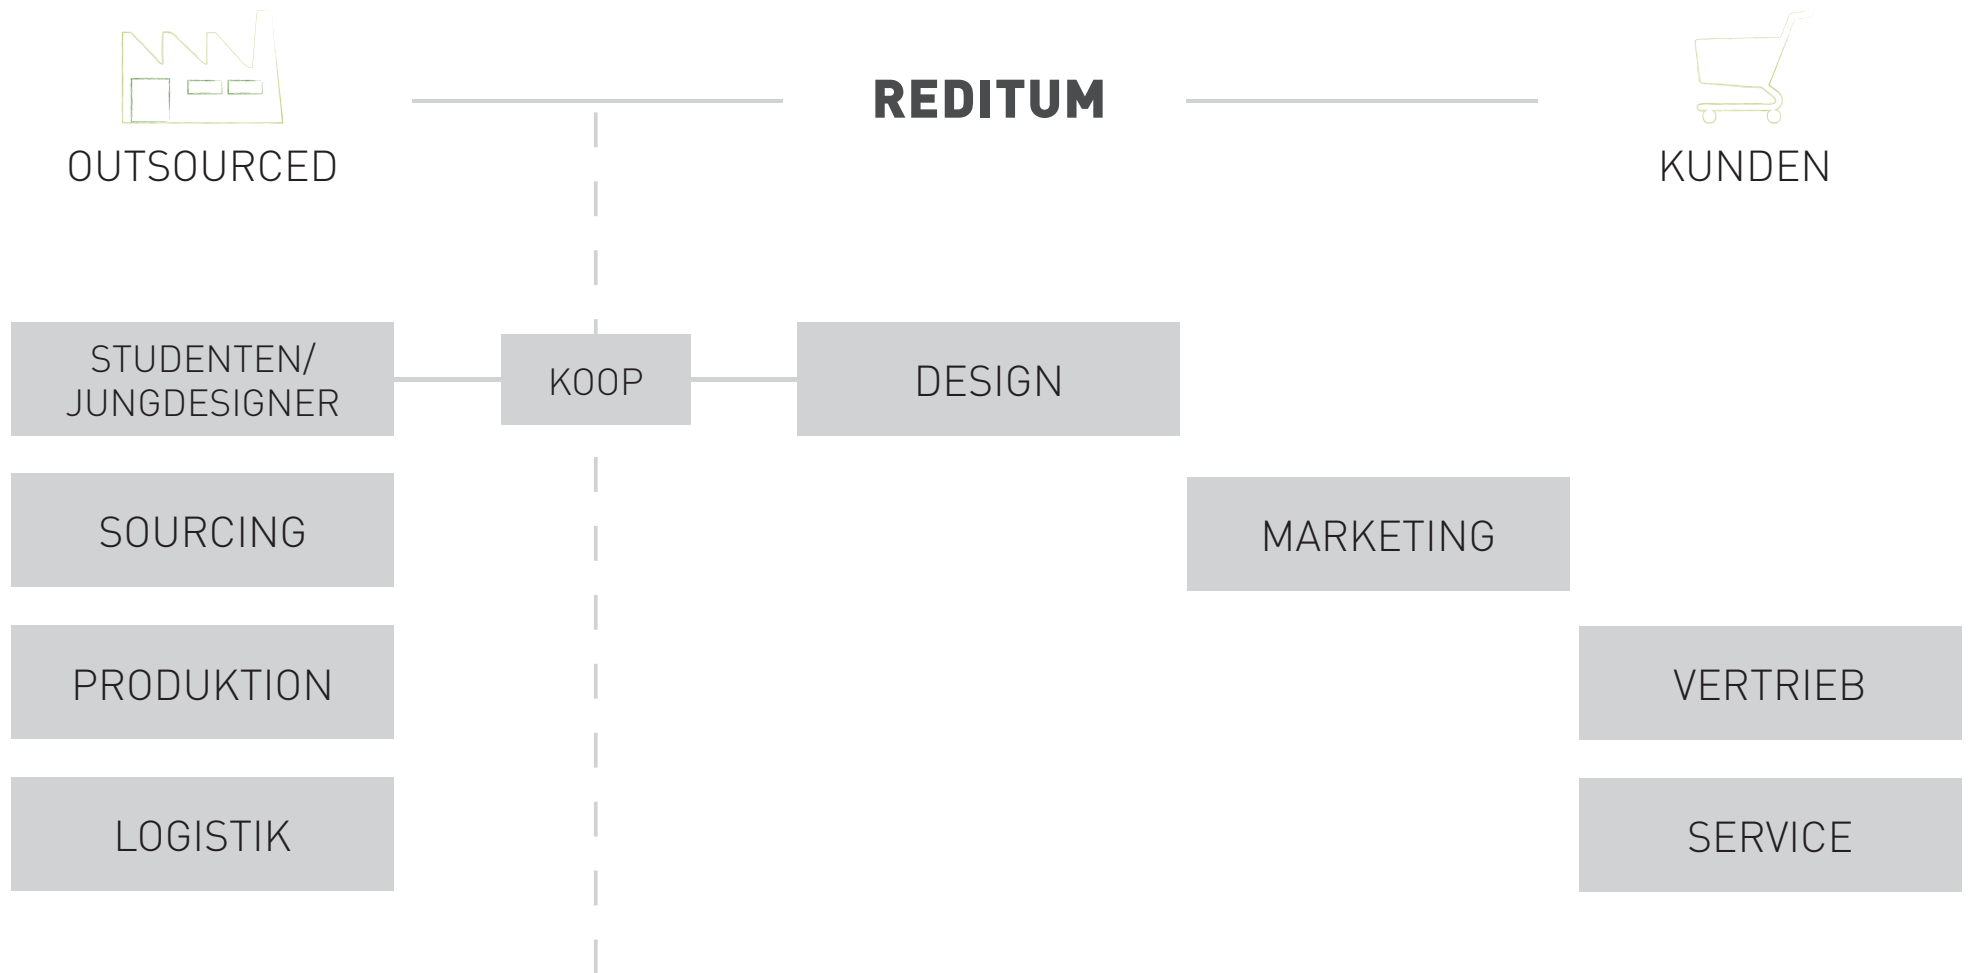 REDITUM
OUTSOURCED
KUNDEN
STUDENTEN/
JUNGDESIGNER
KOOP
DESIGN
SOURCING
MARKETING
PRODUKTION
VERTRIEB
LOGISTIK
SERVICE